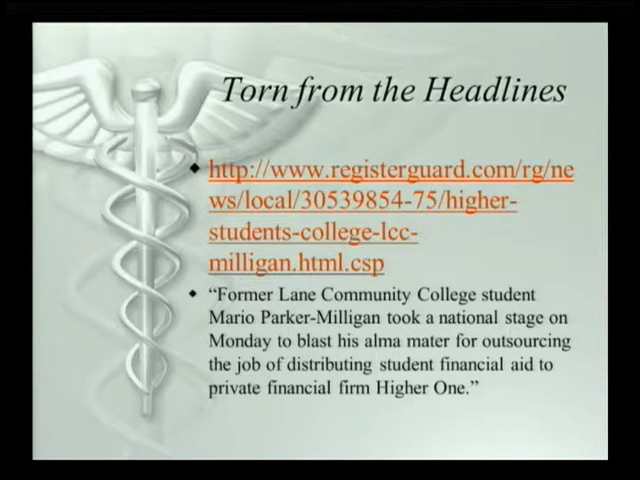 Torn from the Headlines
http://www.registerguard.com/rg/ne
ws/local/30539854-75/higher-
students-college-lcc-
milligan.html.csp
“Former Lane Community College student
Mario Parker-Milligan took a national stage on
Monday to blast his alma mater for outsourcing
the job of distributing student financial aid to
private financial firm Higher One.”